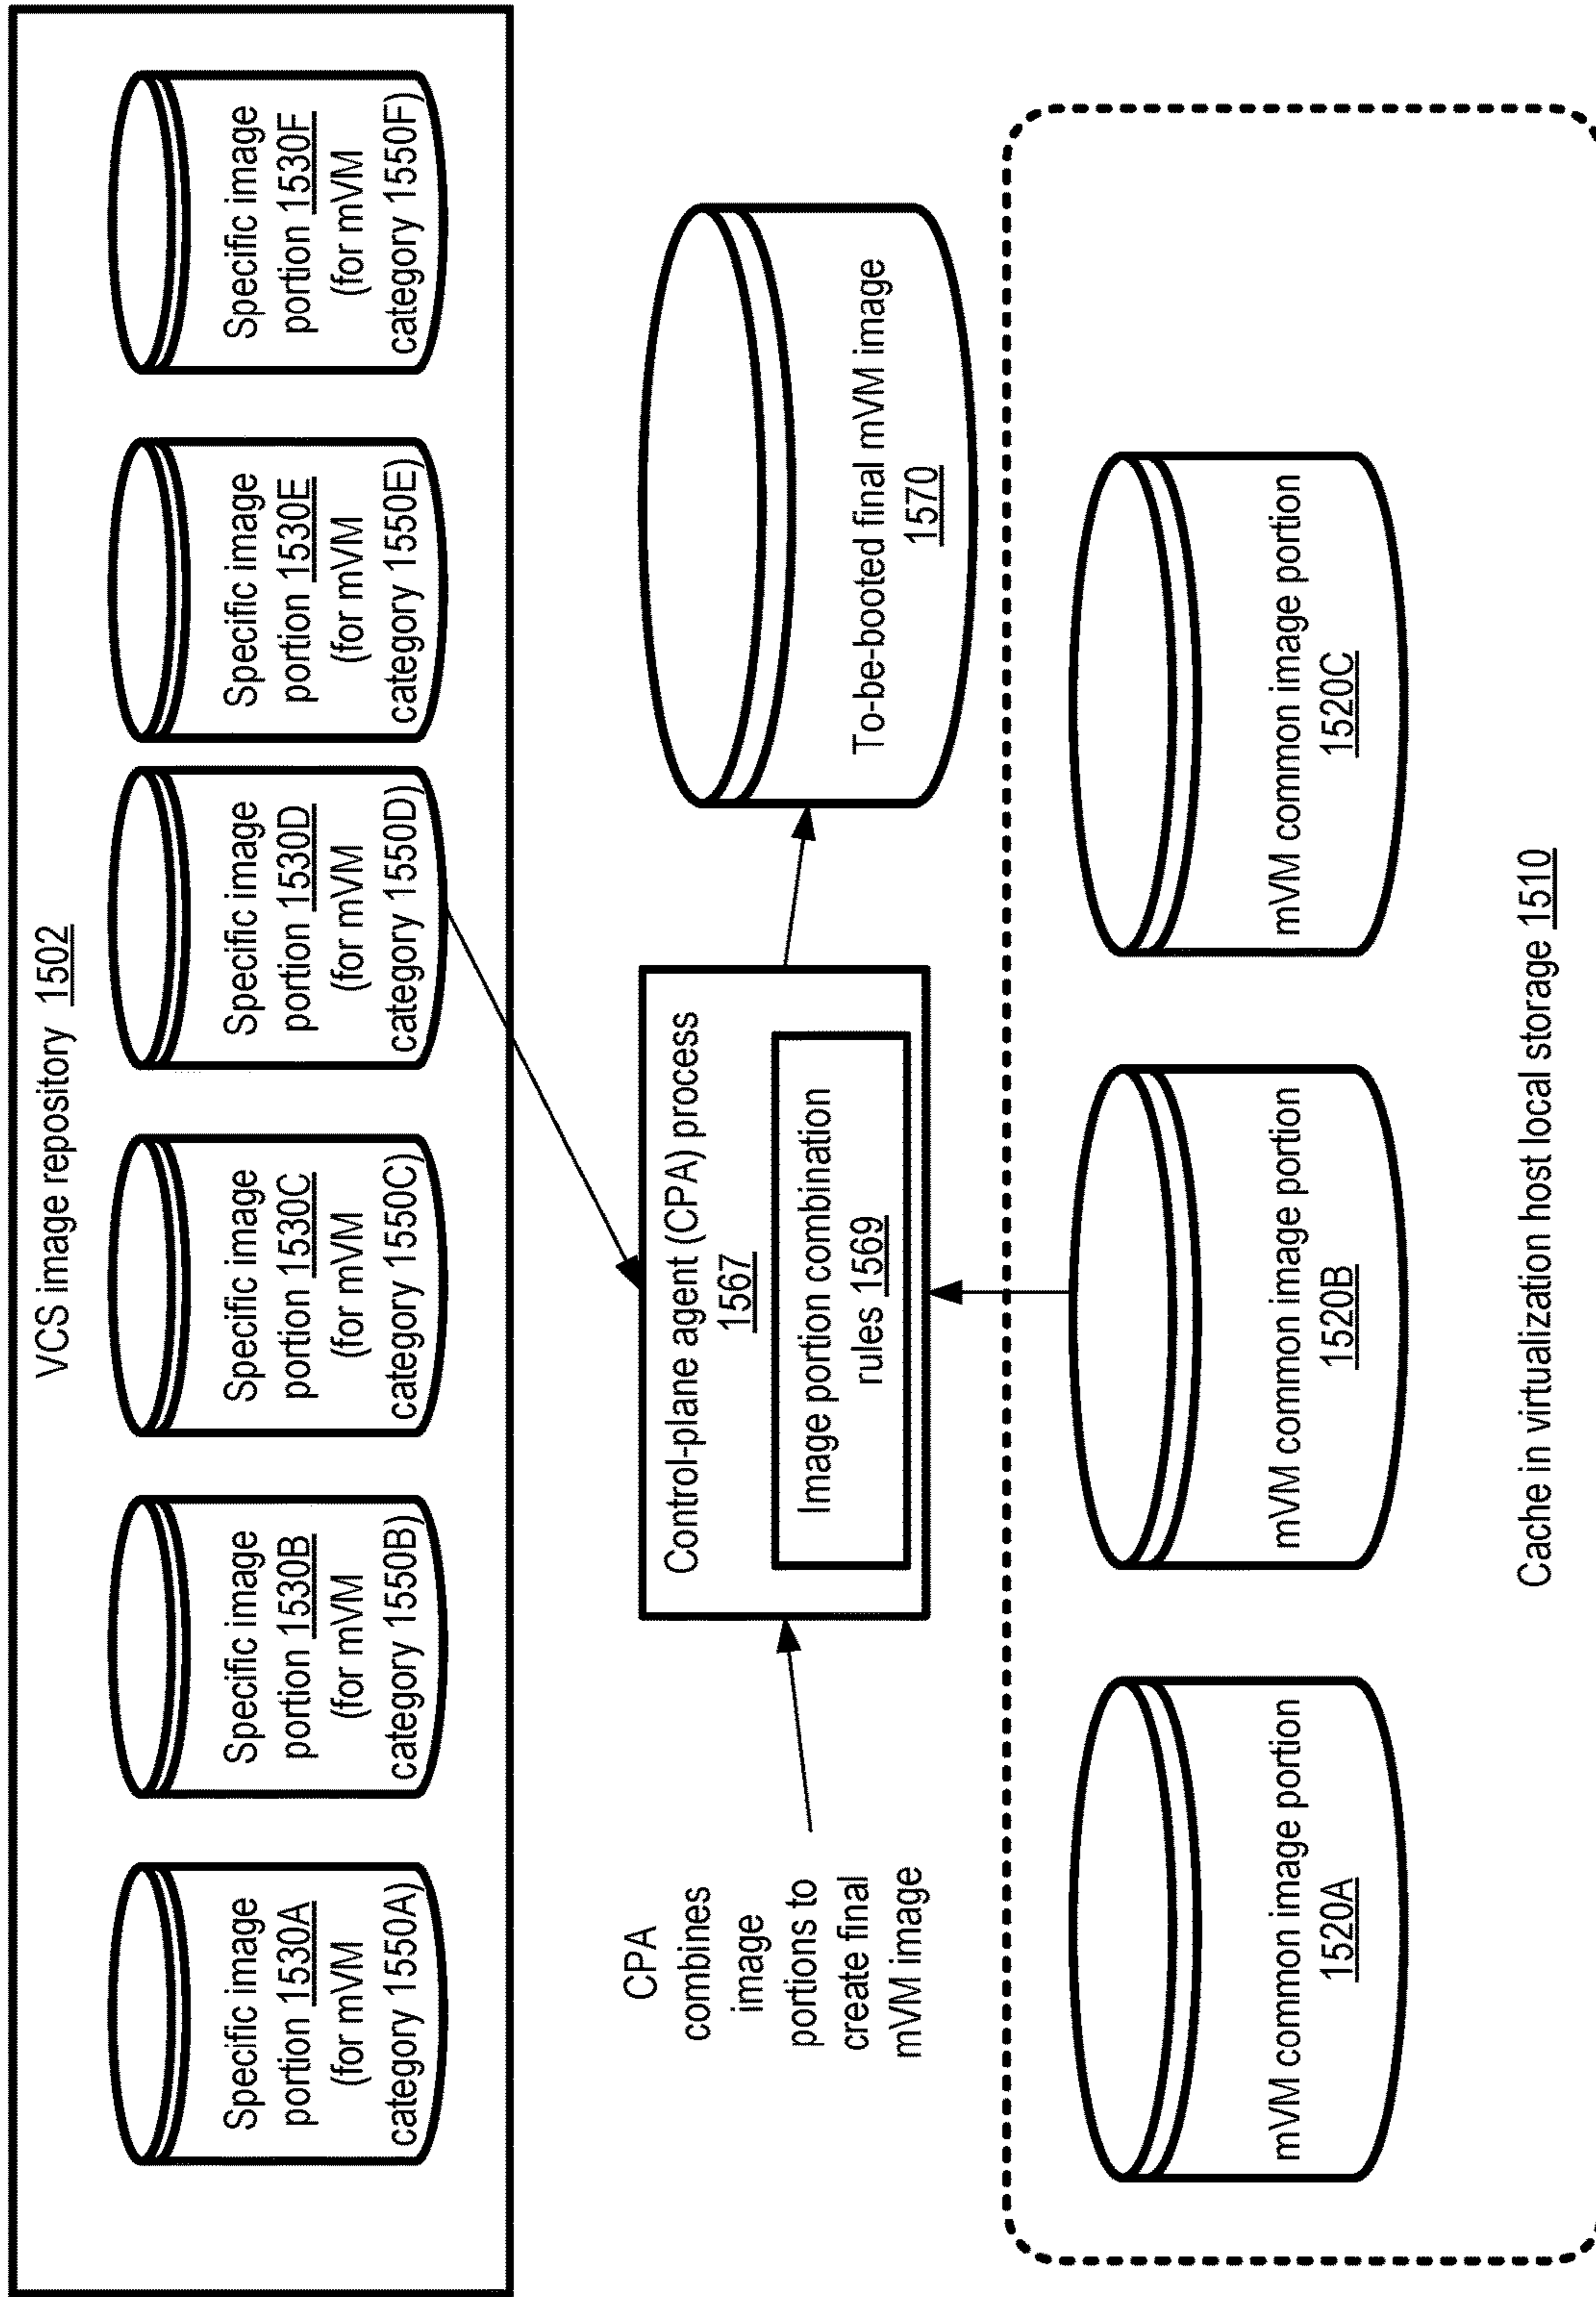 VCS image repository 1502
Specific image
portion 1530A
(for mVM
category 1550A)
Specific image
portion 1530B
(for mVM
category 1550B)
Specific image
portion 1530C
(for mVM
category 1550C)
Specific image
portion 1530D
(for mVM
category 1550D)
Specific image
portion 1530E
(for mVM
category 1550E)
Specific image
portion 1530F
(for mVM
category 1550F)
CPA
combines
image
portions to
create final
mVM image
Control-plane agent (CPA) process
1567
Image portion combination
rules 1569
To-be-booted final mVM image
1570
mVM common image portion
1520A
mVM common image portion
1520B
mVM common image portion
1520C
Cache in virtualization host local storage 1510